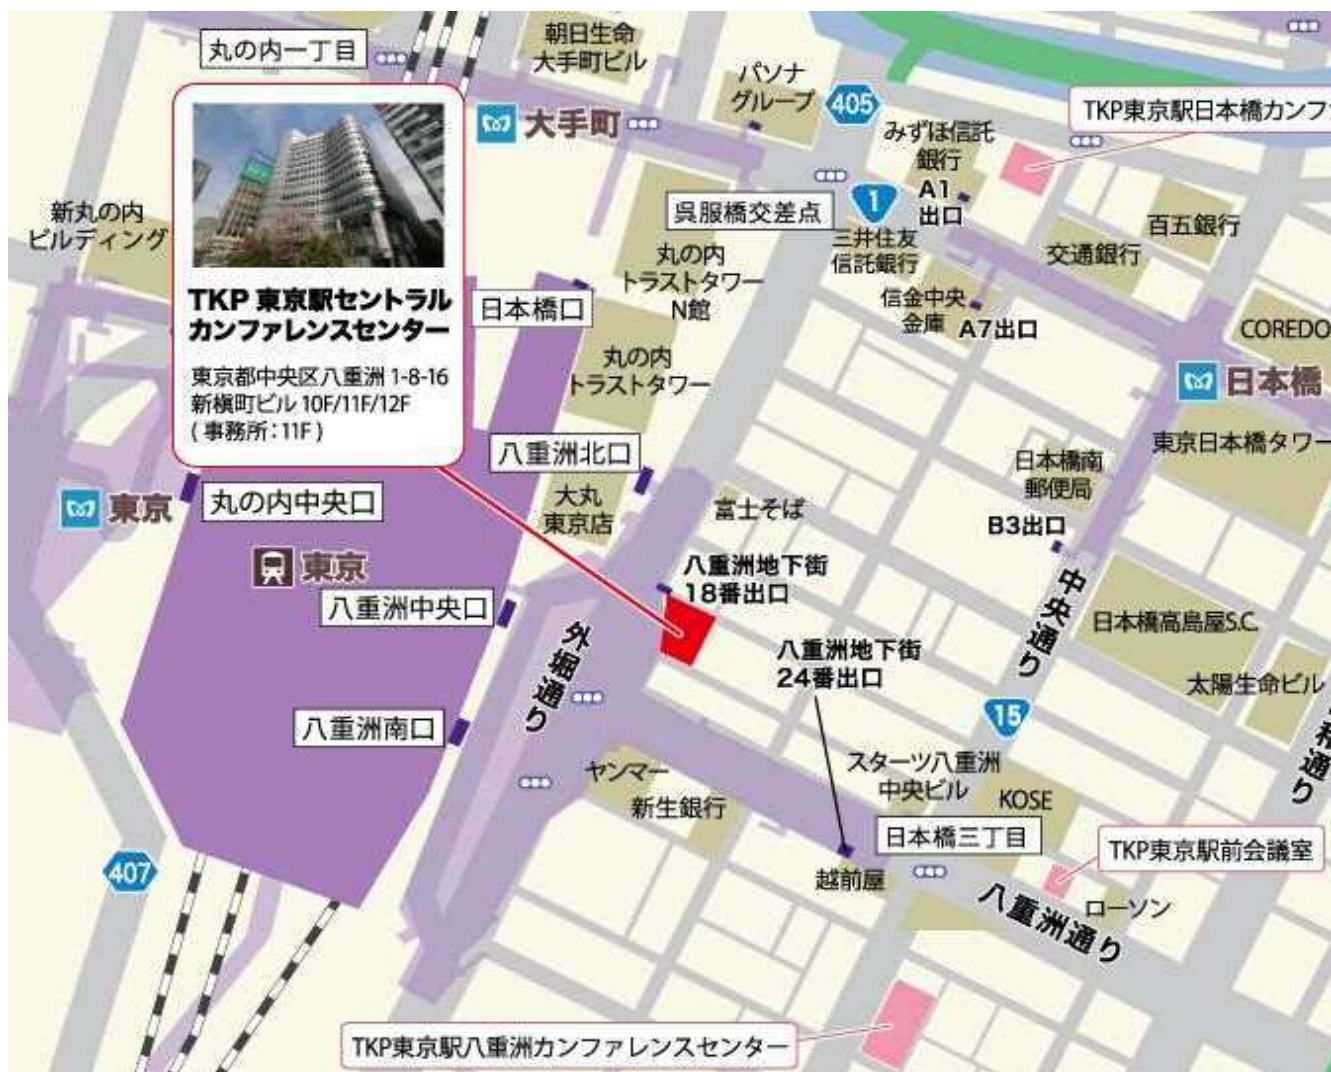 丸の内一丁目
朝日生命
大手町ビル
パソナ
グループ
405
TKP東京駅日本橋カンファ
大手町
みずほ信託
銀行
A1
出口
1
呉服橋交差点
三井住友
信託銀行
百五銀行
交通銀行
新丸の内
ビルディング
丸の内
トラストタワー
N館
信金中央
金庫
A7出口
COREDO
TKP 東京駅セントラル
カンファレンスセンター
東京都中央区八重洲 1-8-16
新槇町ビル 10F/11F/12F
( 事務所：11F )
日本橋口
丸の内
トラストタワー
日本橋
東京日本橋タワー
八重洲北口
日本橋南
郵便局
東京
丸の内中央口
大丸
東京店
富士そば
B3出口
東京
八重洲地下街
18番出口
八重洲中央口
中央通り
日本橋高島屋S.C.
外堀通り
八重洲地下街
24番出口
太陽生命ビル
八重洲南口
15
和通り
ヤンマー
新生銀行
スターツ八重洲
中央ビル
KOSE
日本橋三丁目
TKP東京駅前会議室
407
越前屋
ローソン
八重洲通り
TKP東京駅八重洲カンファレンスセンター